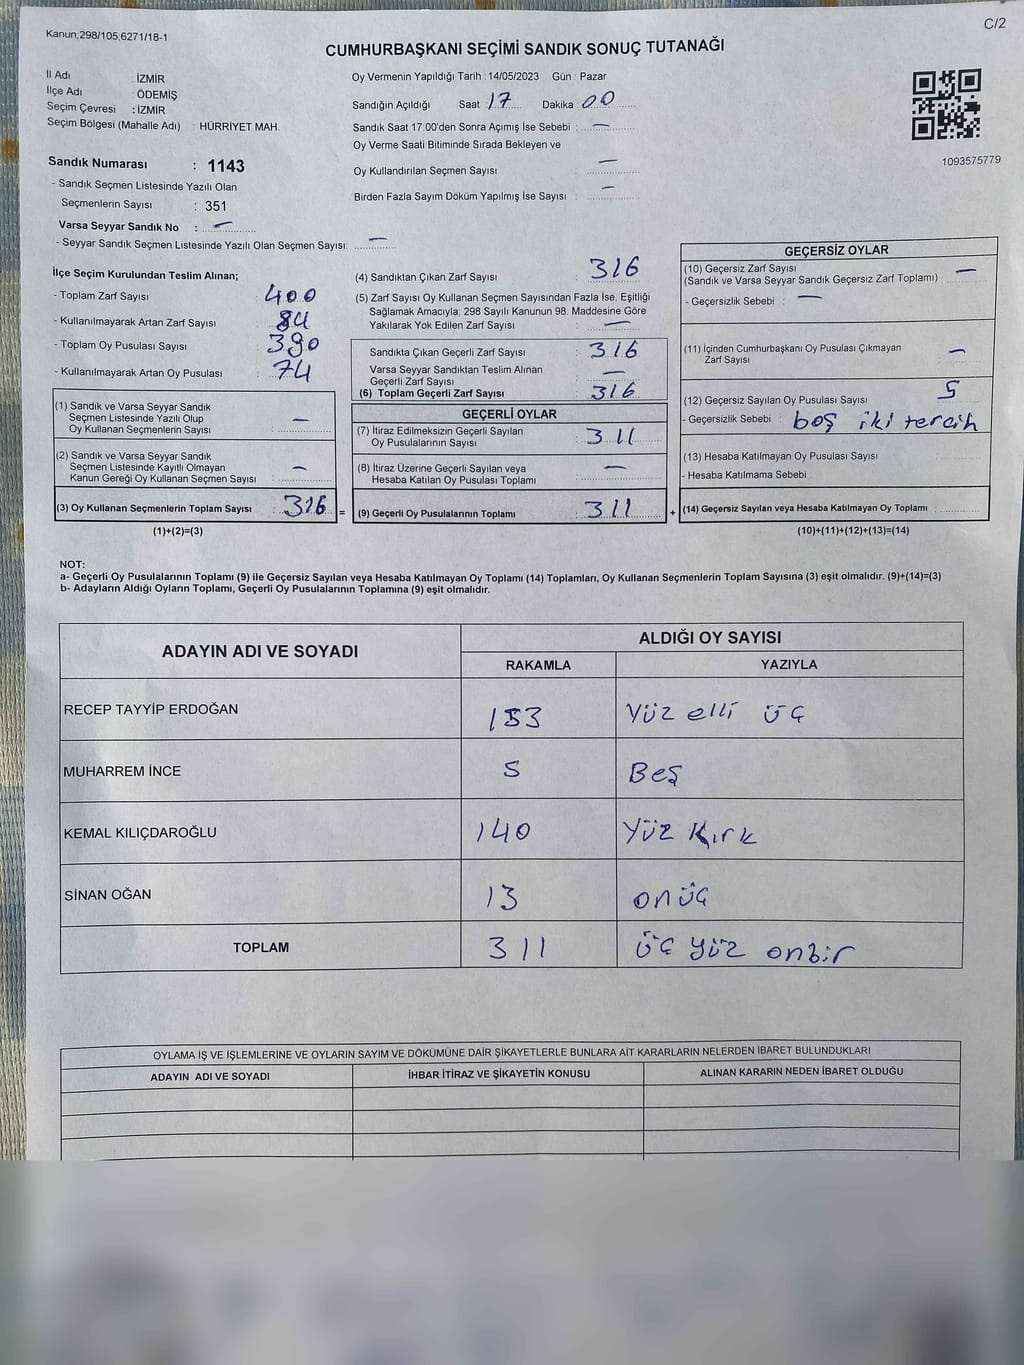 Kanun;298/105;6271/18-1
C/2
CUMHURBAŞKANI SEÇİMİ SANDIK SONUÇ TUTANAĞI
İl Adı : İZMİR
İlçe Adı : ÖDEMİŞ
Seçim Çevresi : İZMİR
Seçim Bölgesi (Mahalle Adı) : HÜRRİYET MAH.
Oy Vermenin Yapıldığı Tarih :14/05/2023 Gün : Pazar
Sandığın Açıldığı Saat :17 Dakika :00
Sandık Saat 17:00'den Sonra Açımış İse Sebebi : —
Oy Verme Saati Bitiminde Sırada Bekleyen ve
Oy Kullandırılan Seçmen Sayısı : —
Birden Fazla Sayım Döküm Yapılmış İse Sayısı : —
1093575779
Sandık Numarası : 1143
- Sandık Seçmen Listesinde Yazılı Olan
Seçmenlerin Sayısı : 351
Varsa Seyyar Sandık No : —
- Seyyar Sandık Seçmen Listesinde Yazılı Olan Seçmen Sayısı: —
İlçe Seçim Kurulundan Teslim Alınan;
- Toplam Zarf Sayısı : 400
- Kullanılmayarak Artan Zarf Sayısı : 84
- Toplam Oy Pusulası Sayısı : 390
- Kullanılmayarak Artan Oy Pusulası : 74
(1) Sandık ve Varsa Seyyar Sandık
Seçmen Listesinde Yazılı Olup
Oy Kullanan Seçmenlerin Sayısı : —
(2) Sandık ve Varsa Seyyar Sandık
Seçmen Listesinde Kayıtlı Olmayan
Kanun Gereği Oy Kullanan Seçmen Sayısı : —
(3) Oy Kullanan Seçmenlerin Toplam Sayısı : 316 =
(1)+(2)=(3)
(4) Sandıktan Çıkan Zarf Sayısı : 316
(5) Zarf Sayısı Oy Kullanan Seçmen Sayısından Fazla İse, Eşitliği
Sağlamak Amacıyla; 298 Sayılı Kanunun 98. Maddesine Göre
Yakılarak Yok Edilen Zarf Sayısı : —
Sandıkta Çıkan Geçerli Zarf Sayısı : 316
Varsa Seyyar Sandıktan Teslim Alınan
Geçerli Zarf Sayısı : —
(6) Toplam Geçerli Zarf Sayısı : 316
GEÇERLİ OYLAR
(7) İtiraz Edilmeksizin Geçerli Sayılan
Oy Pusulalarının Sayısı : 311
(8) İtiraz Üzerine Geçerli Sayılan veya
Hesaba Katılan Oy Pusulası Toplamı : —
(9) Geçerli Oy Pusulalarının Toplamı : 311 +
GEÇERSİZ OYLAR
(10) Geçersiz Zarf Sayısı
(Sandık ve Varsa Seyyar Sandık Geçersiz Zarf Toplamı) : —
- Geçersizlik Sebebi : —
(11) İçinden Cumhurbaşkanı Oy Pusulası Çıkmayan
Zarf Sayısı : —
(12) Geçersiz Sayılan Oy Pusulası Sayısı : 5
- Geçersizlik Sebebi : boş iki tercih
(13) Hesaba Katılmayan Oy Pusulası Sayısı :
- Hesaba Katılmama Sebebi
(14) Geçersiz Sayılan veya Hesaba Katılmayan Oy Toplamı :
(10)+(11)+(12)+(13)=(14)
NOT:
a- Geçerli Oy Pusulalarının Toplamı (9) ile Geçersiz Sayılan veya Hesaba Katılmayan Oy Toplamı (14) Toplamları, Oy Kullanan Seçmenlerin Toplam Sayısına (3) eşit olmalıdır. (9)+(14)=(3)
b- Adayların Aldığı Oyların Toplamı, Geçerli Oy Pusulalarının Toplamına (9) eşit olmalıdır.
ADAYIN ADI VE SOYADI
ALDIĞI OY SAYISI
RAKAMLA YAZIYLA
RECEP TAYYİP ERDOĞAN 153 Yüz elli üç
MUHARREM İNCE 5 Beş
KEMAL KILIÇDAROĞLU 140 Yüz Kırk
SİNAN OĞAN 13 onüç
TOPLAM 311 üç yüz onbir
OYLAMA İŞ VE İŞLEMLERİNE VE OYLARIN SAYIM VE DÖKÜMÜNE DAİR ŞİKAYETLERLE BUNLARA AİT KARARLARIN NELERDEN İBARET BULUNDUKLARI
ADAYIN ADI VE SOYADI İHBAR İTİRAZ VE ŞİKAYETİN KONUSU ALINAN KARARIN NEDEN İBARET OLDUĞU